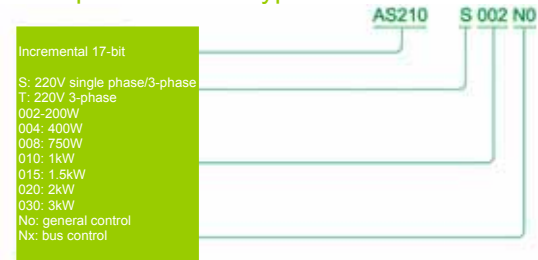 AS210 S 002 N0
Incremental 17-bit
S: 220V single phase/3-phase
T: 220V 3-phase
002-200W
004: 400W
008: 750W
010: 1kW
015: 1.5kW
020: 2kW
030: 3kW
No: general control
Nx: bus control